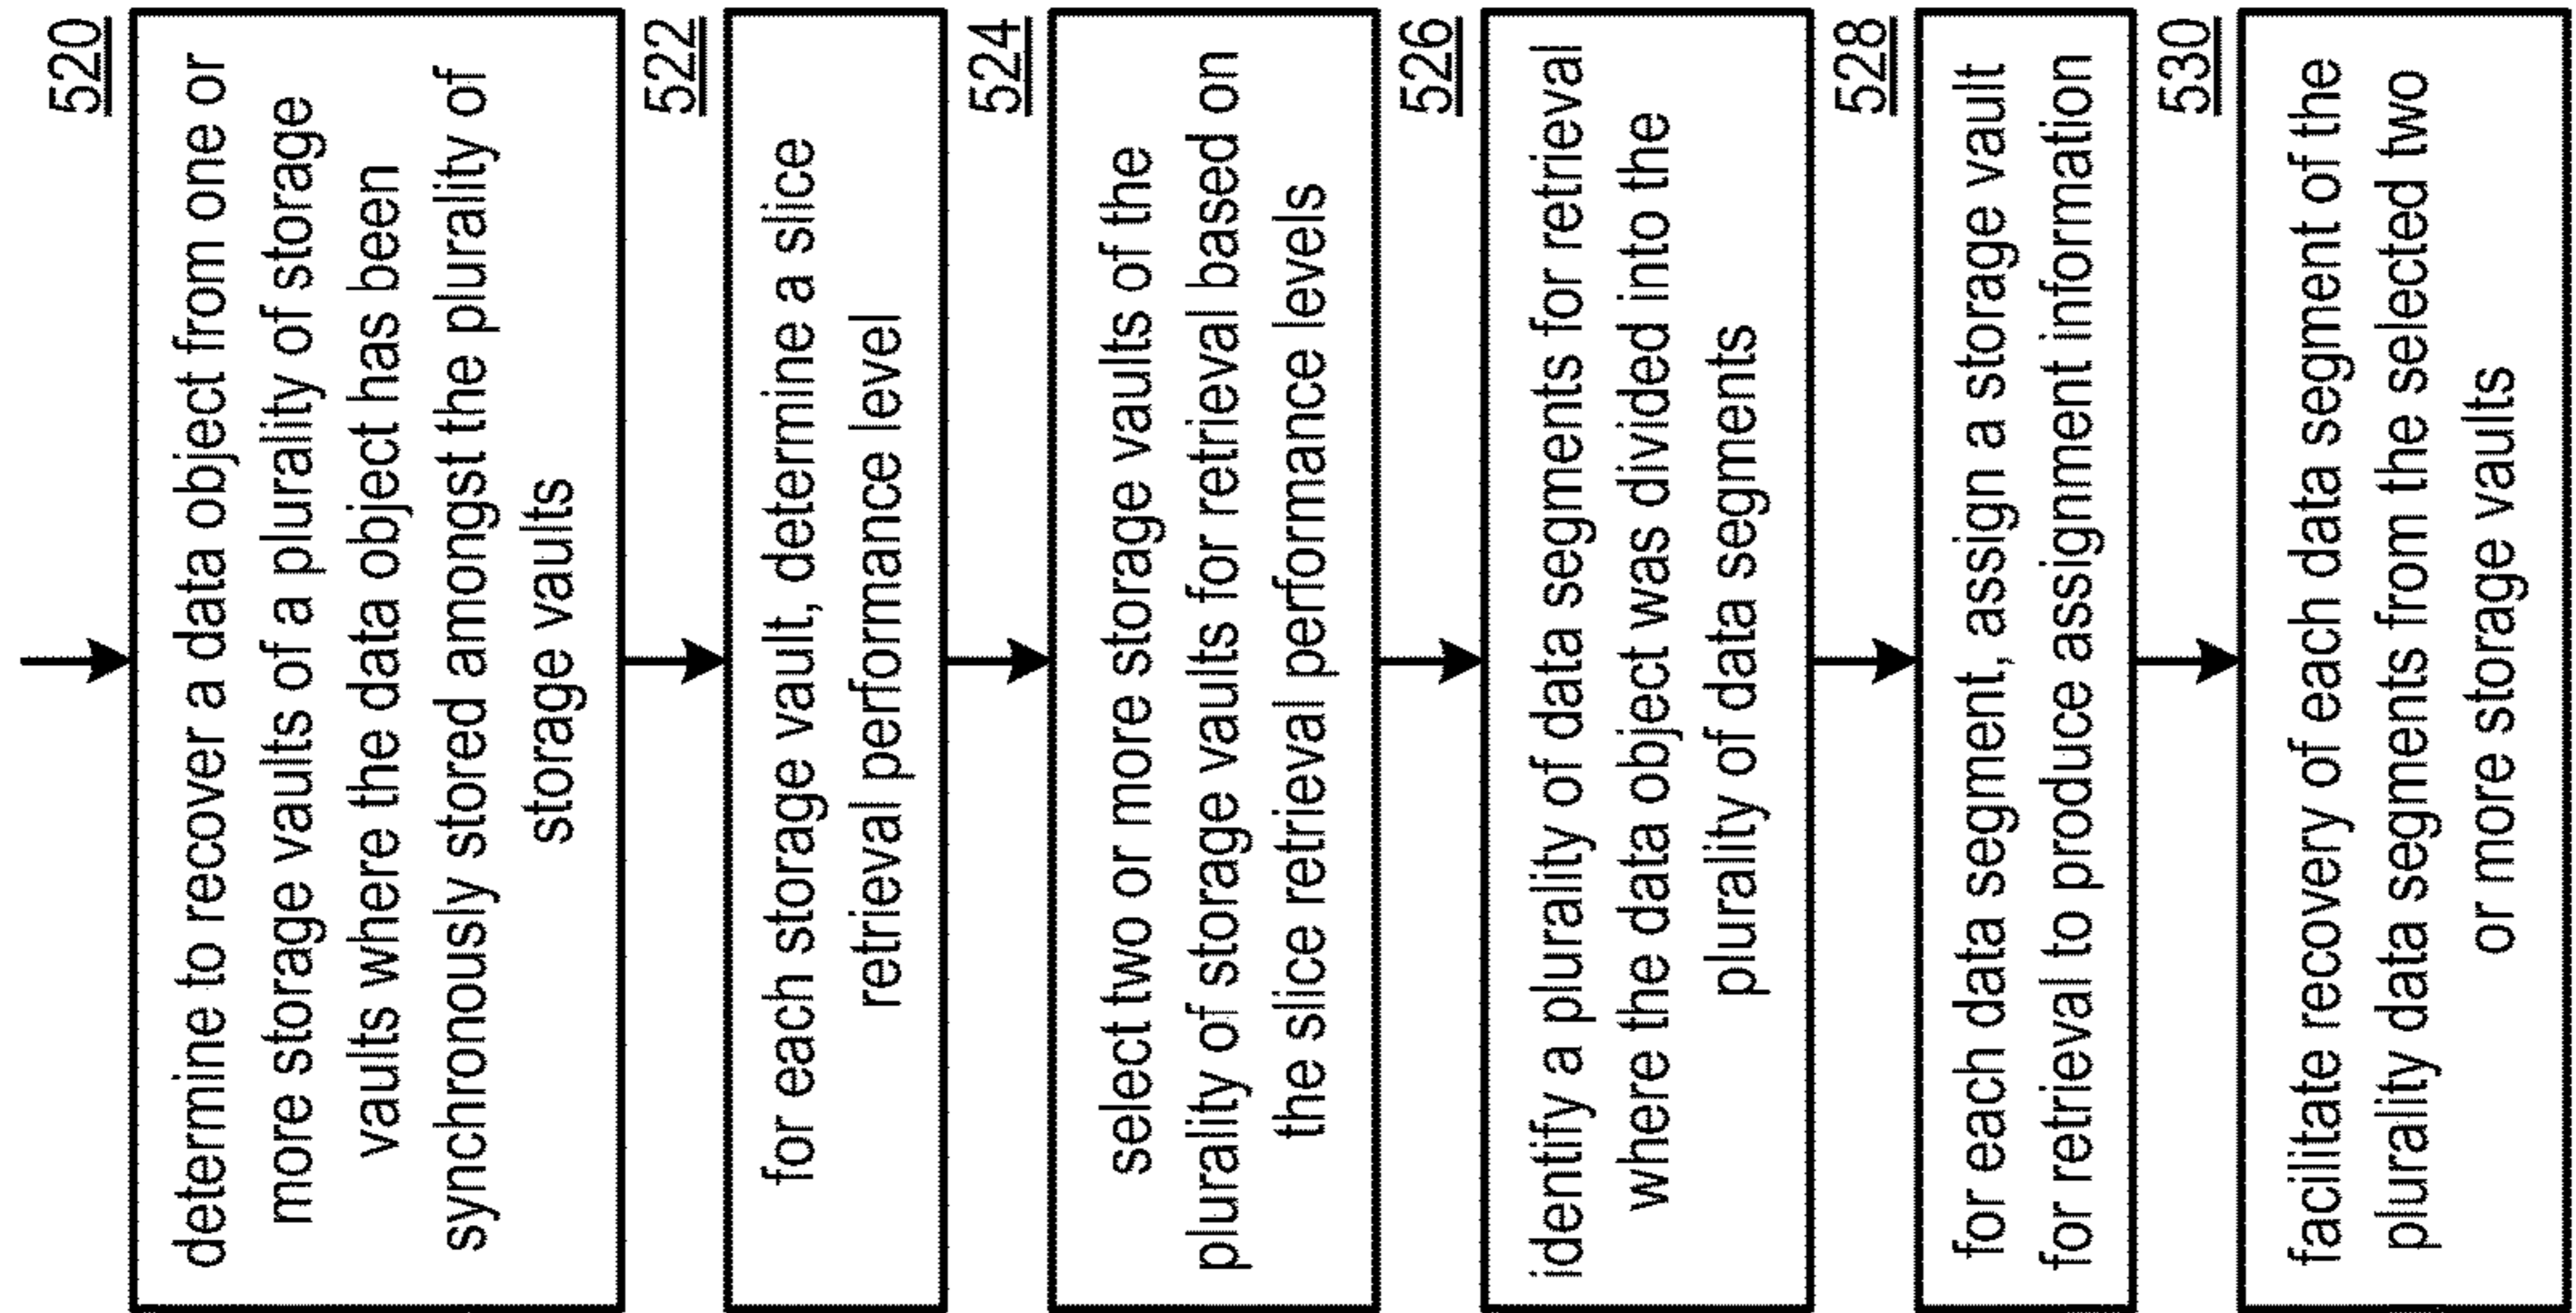 520
determine to recover a data object from one or
more storage vaults of a plurality of storage
vaults where the data object has been
synchronously stored amongst the plurality of
storage vaults
522
for each storage vault, determine a slice
retrieval performance level
524
select two or more storage vaults of the
plurality of storage vaults for retrieval based on
the slice retrieval performance levels
526
identify a plurality of data segments for retrieval
where the data object was divided into the
plurality of data segments
528
for each data segment, assign a storage vault
for retrieval to produce assignment information
530
facilitate recovery of each data segment of the
plurality data segments from the selected two
or more storage vaults